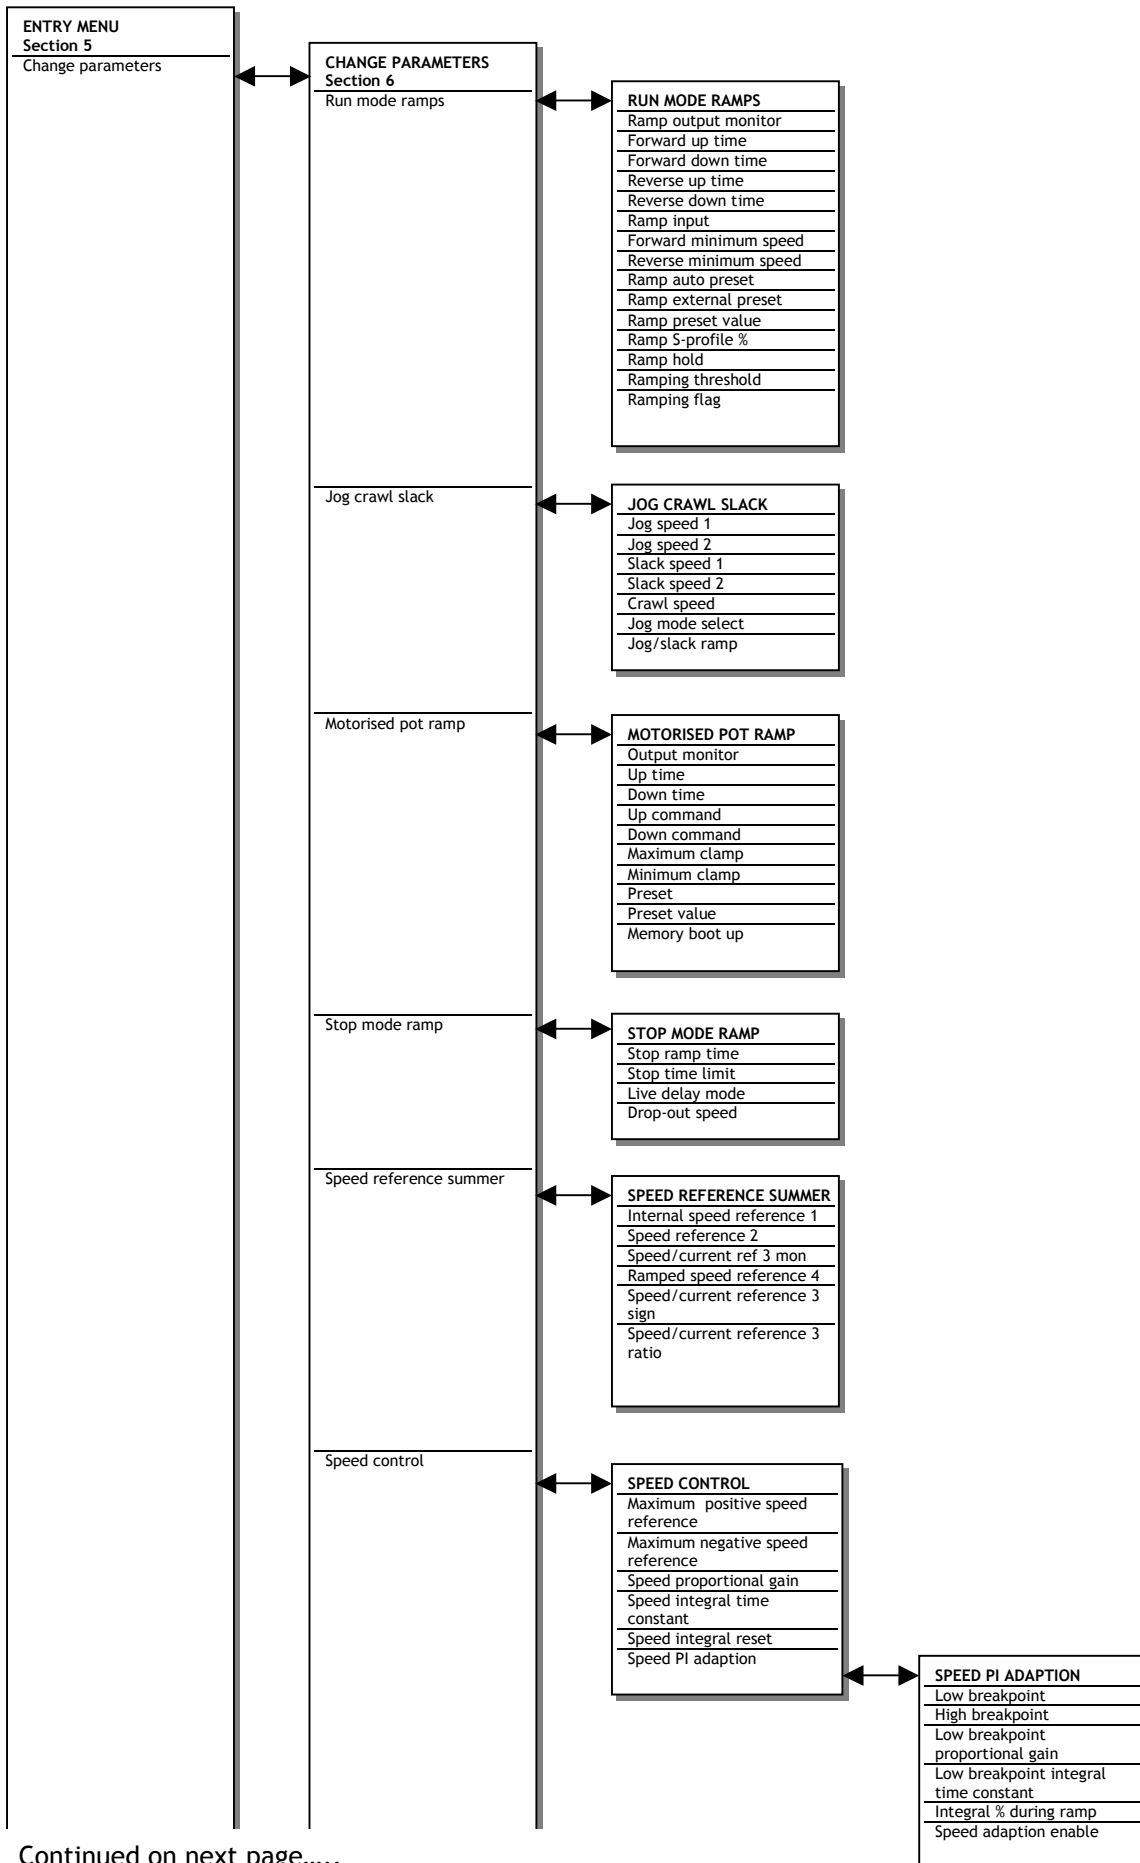 ENTRY MENU
Section 5
Change parameters
CHANGE PARAMETERS
Section 6
Run mode ramps
RUN MODE RAMPS
Ramp output monitor
Forward up time
Forward down time
Reverse up time
Reverse down time
Ramp input
Forward minimum speed
Reverse minimum speed
Ramp auto preset
Ramp external preset
Ramp preset value
Ramp S-profile %
Ramp hold
Ramping threshold
Ramping flag
Jog crawl slack
JOG CRAWL SLACK
Jog speed 1
Jog speed 2
Slack speed 1
Slack speed 2
Crawl speed
Jog mode select
Jog/slack ramp
Motorised pot ramp
MOTORISED POT RAMP
Output monitor
Up time
Down time
Up command
Down command
Maximum clamp
Minimum clamp
Preset
Preset value
Memory boot up
Stop mode ramp
STOP MODE RAMP
Stop ramp time
Stop time limit
Live delay mode
Drop-out speed
Speed reference summer
SPEED REFERENCE SUMMER
Internal speed reference 1
Speed reference 2
Speed/current ref 3 mon
Ramped speed reference 4
Speed/current reference 3
sign
Speed/current reference 3
ratio
Speed control
SPEED CONTROL
Maximum  positive speed
reference
Maximum negative speed
reference
Speed proportional gain
Speed integral time
constant
Speed integral reset
Speed PI adaption
SPEED PI ADAPTION
Low breakpoint
High breakpoint
Low breakpoint
proportional gain
Low breakpoint integral
time constant
Integral % during ramp
Speed adaption enable
Continued on next page.....